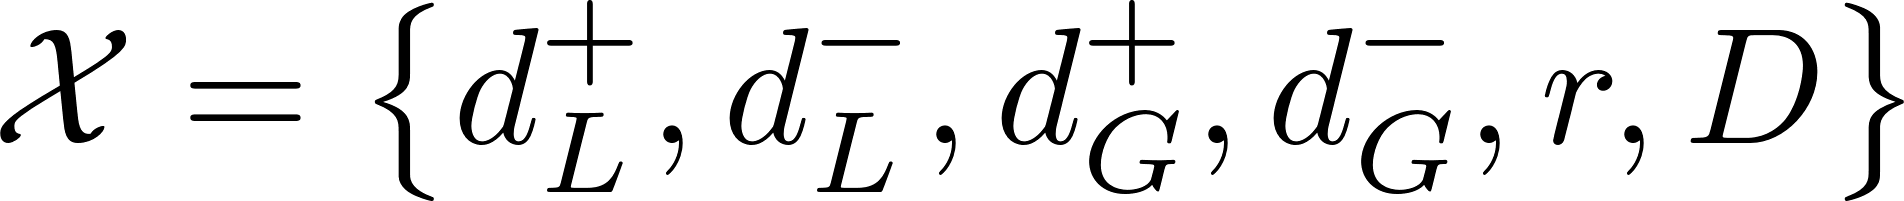 𝒳 = {d_L^+, d_L^-, d_G^+, d_G^-, r, D}